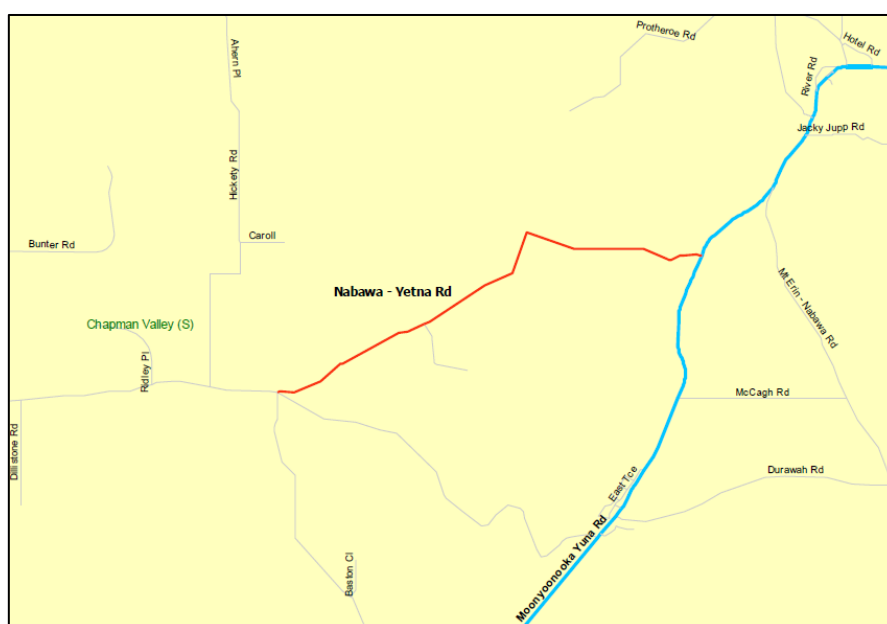 Protheroe Rd
Hotel Rd
Ahern Pl
River Rd
Jacky Jupp Rd
Hickety Rd
Caroll
Bunter Rd
Nabawa - Yetna Rd
Mt Erin - Nabawa Rd
Chapman Valley (S)
Ridley Pl
McCagh Rd
Dillistone Rd
Durawah Rd
East Tce
Moonyoonooka Yuna Rd
Baston Cl